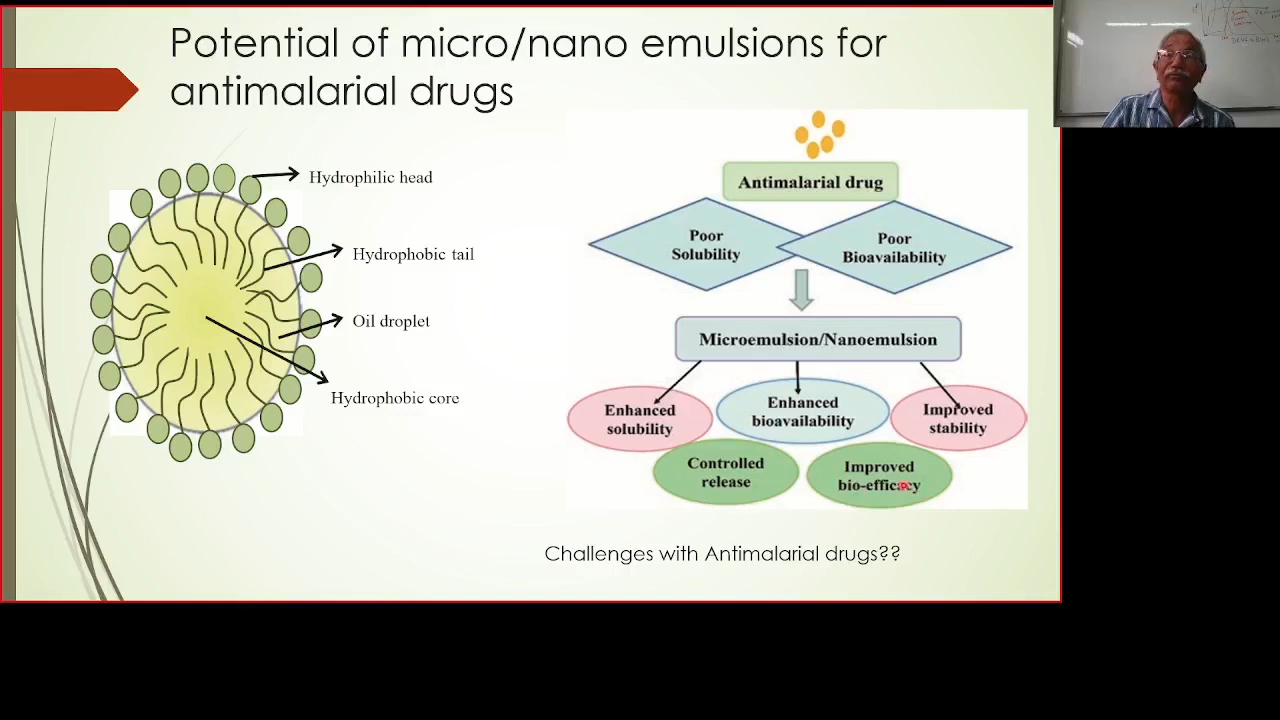 Potential of micro/nano emulsions for
antimalarial drugs
Hydrophilic head
Hydrophobic tail
Oil droplet
Hydrophobic core
Antimalarial drug
Poor
Solubility
Poor
Bioavailability
Microemulsion/Nanoemulsion
Enhanced
solubility
Enhanced
bioavailability
Improved
stability
Controlled
release
Improved
bio-efficacy
Challenges with Antimalarial drugs??